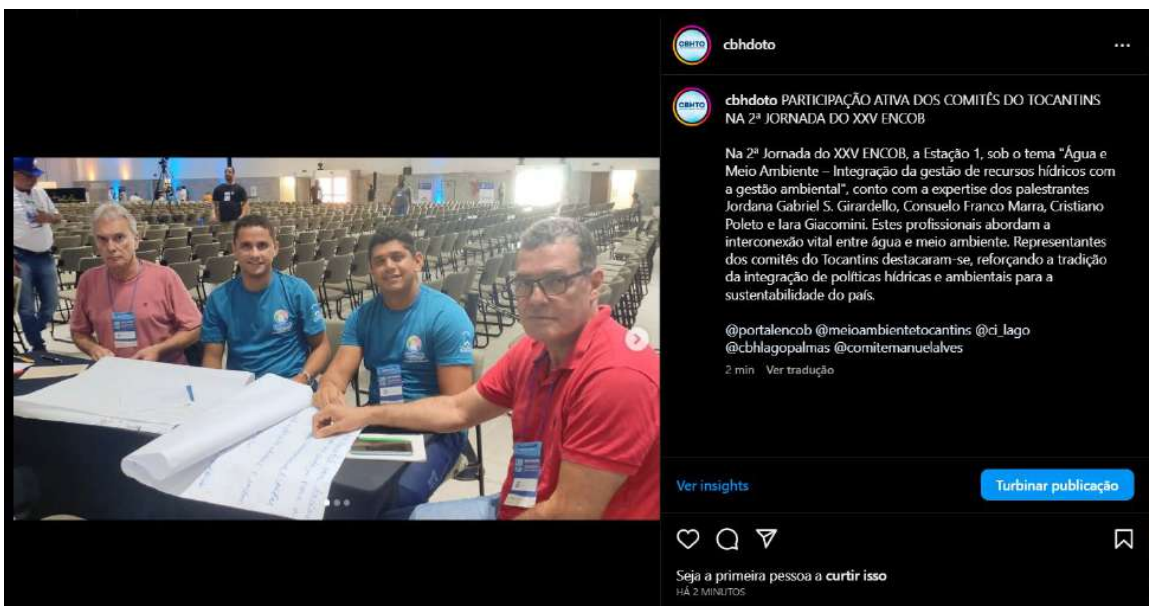 CBHTO
cbhdoto
CBHTO
cbhdoto PARTICIPAÇÃO ATIVA DOS COMITÊS DO TOCANTINS
NA 2ª JORNADA DO XXV ENCOB
Na 2ª Jornada do XXV ENCOB, a Estação 1, sob o tema "Água e
Meio Ambiente – Integração da gestão de recursos hídricos com
a gestão ambiental", conto com a expertise dos palestrantes
Jordana Gabriel S. Girardello, Consuelo Franco Marra, Cristiano
Poleto e Iara Giacomini. Estes profissionais abordam a
interconexão vital entre água e meio ambiente. Representantes
dos comitês do Tocantins destacaram-se, reforçando a tradição
da integração de políticas hídricas e ambientais para a
sustentabilidade do país.
@portalencob @meioambientetocantins @ci_lago
@cbhlagopalmas @comitemanuelalves
2 min Ver tradução
Ver insights
Turbinar publicação
Seja a primeira pessoa a curtir isso
HÁ 2 MINUTOS